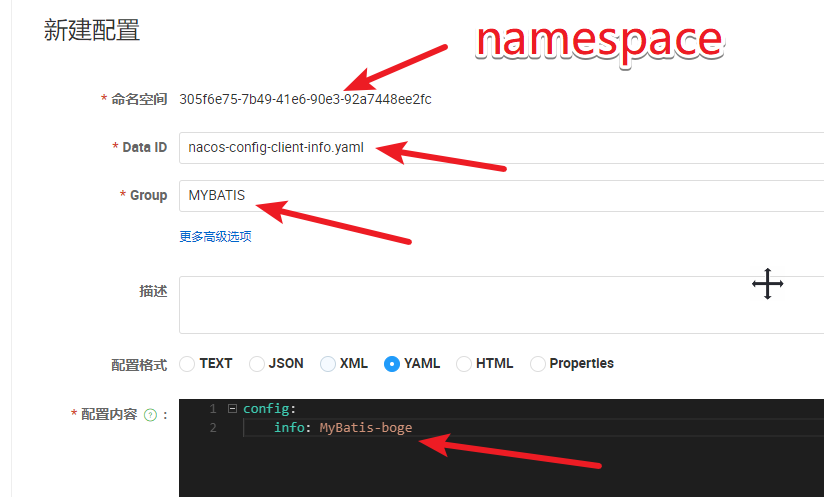 新建配置
namespace
* 命名空间 305f6e75-7b49-41e6-90e3-92a7448ee2fc
* Data ID nacos-config-client-info.yaml
* Group MYBATIS
更多高级选项
描述
配置格式 TEXT JSON XML YAML HTML Properties
* 配置内容 ? : 1 config:
2 info: MyBatis-boge